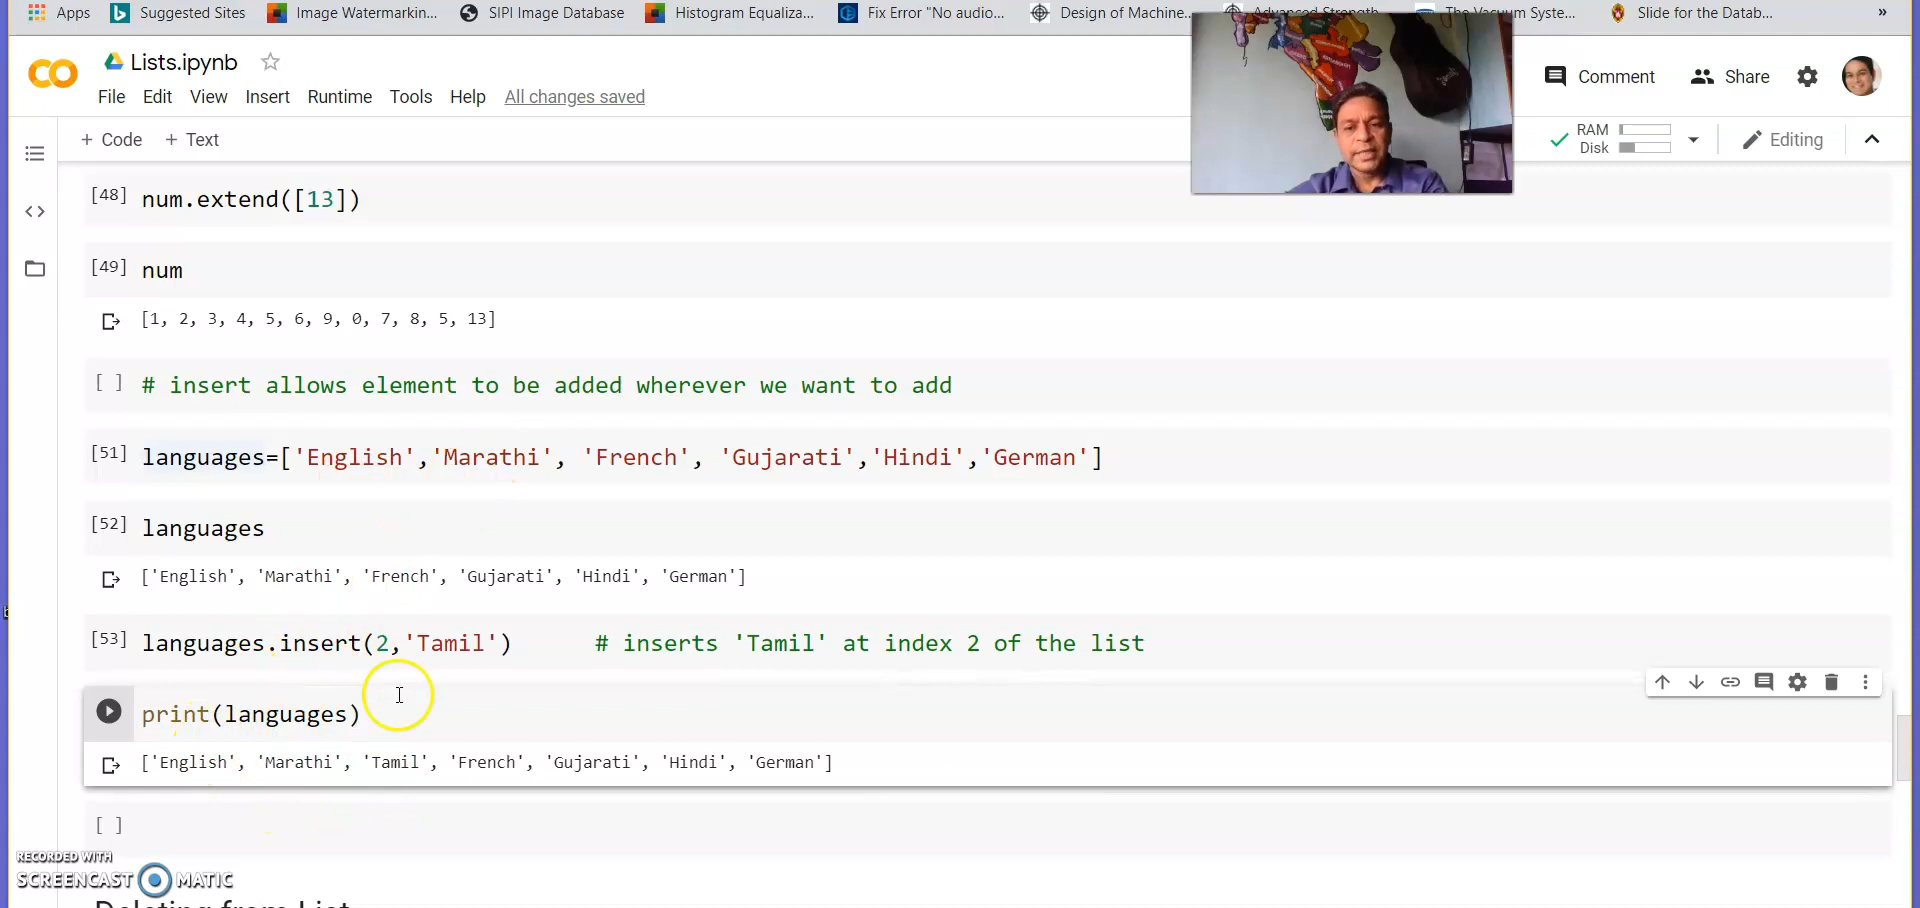 Apps Suggested Sites Image Watermarkin... SIPI Image Database Histogram Equaliza... Fix Error "No audio... Design of Machine... Advanced Strength The Vacuum Syste... Slide for the Datab... »
CO Lists.ipynb
File Edit View Insert Runtime Tools Help All changes saved
Comment Share
+ Code + Text
RAM
Disk
Editing
[48] num.extend([13])
[49] num
[1, 2, 3, 4, 5, 6, 9, 0, 7, 8, 5, 13]
[ ] # insert allows element to be added wherever we want to add
[51] languages=['English','Marathi', 'French', 'Gujarati','Hindi','German']
[52] languages
['English', 'Marathi', 'French', 'Gujarati', 'Hindi', 'German']
[53] languages.insert(2,'Tamil') # inserts 'Tamil' at index 2 of the list
print(languages)
['English', 'Marathi', 'Tamil', 'French', 'Gujarati', 'Hindi', 'German']
[ ]
RECORDED WITH
SCREENCAST MATIC
Deleting from List